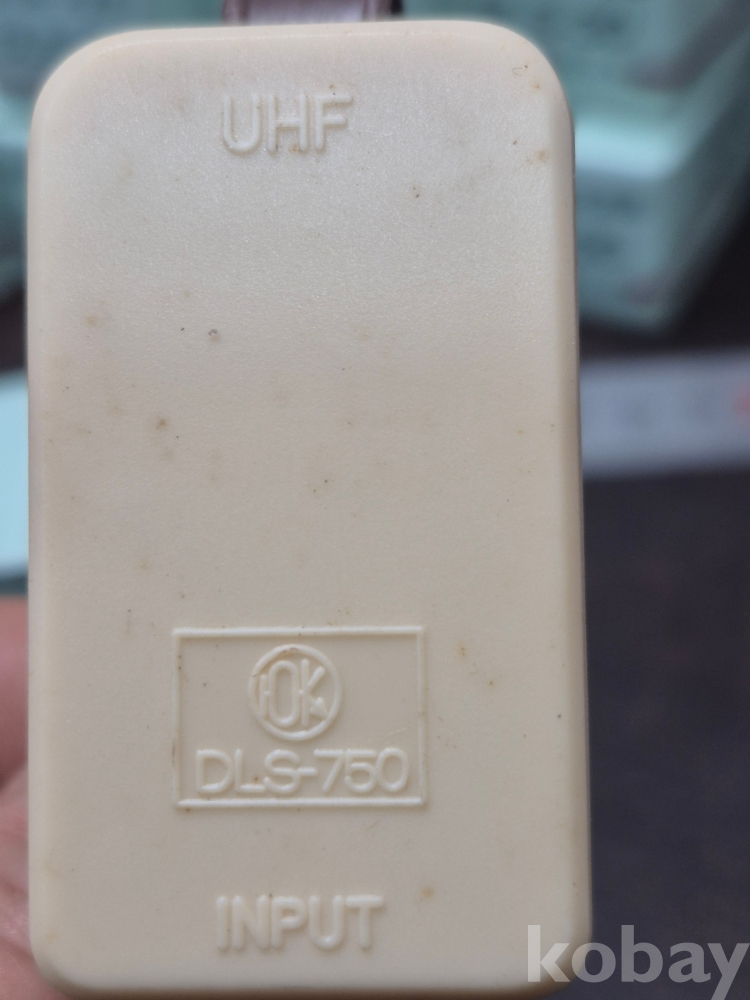 UHF
DLS-750
INPUT
kobay